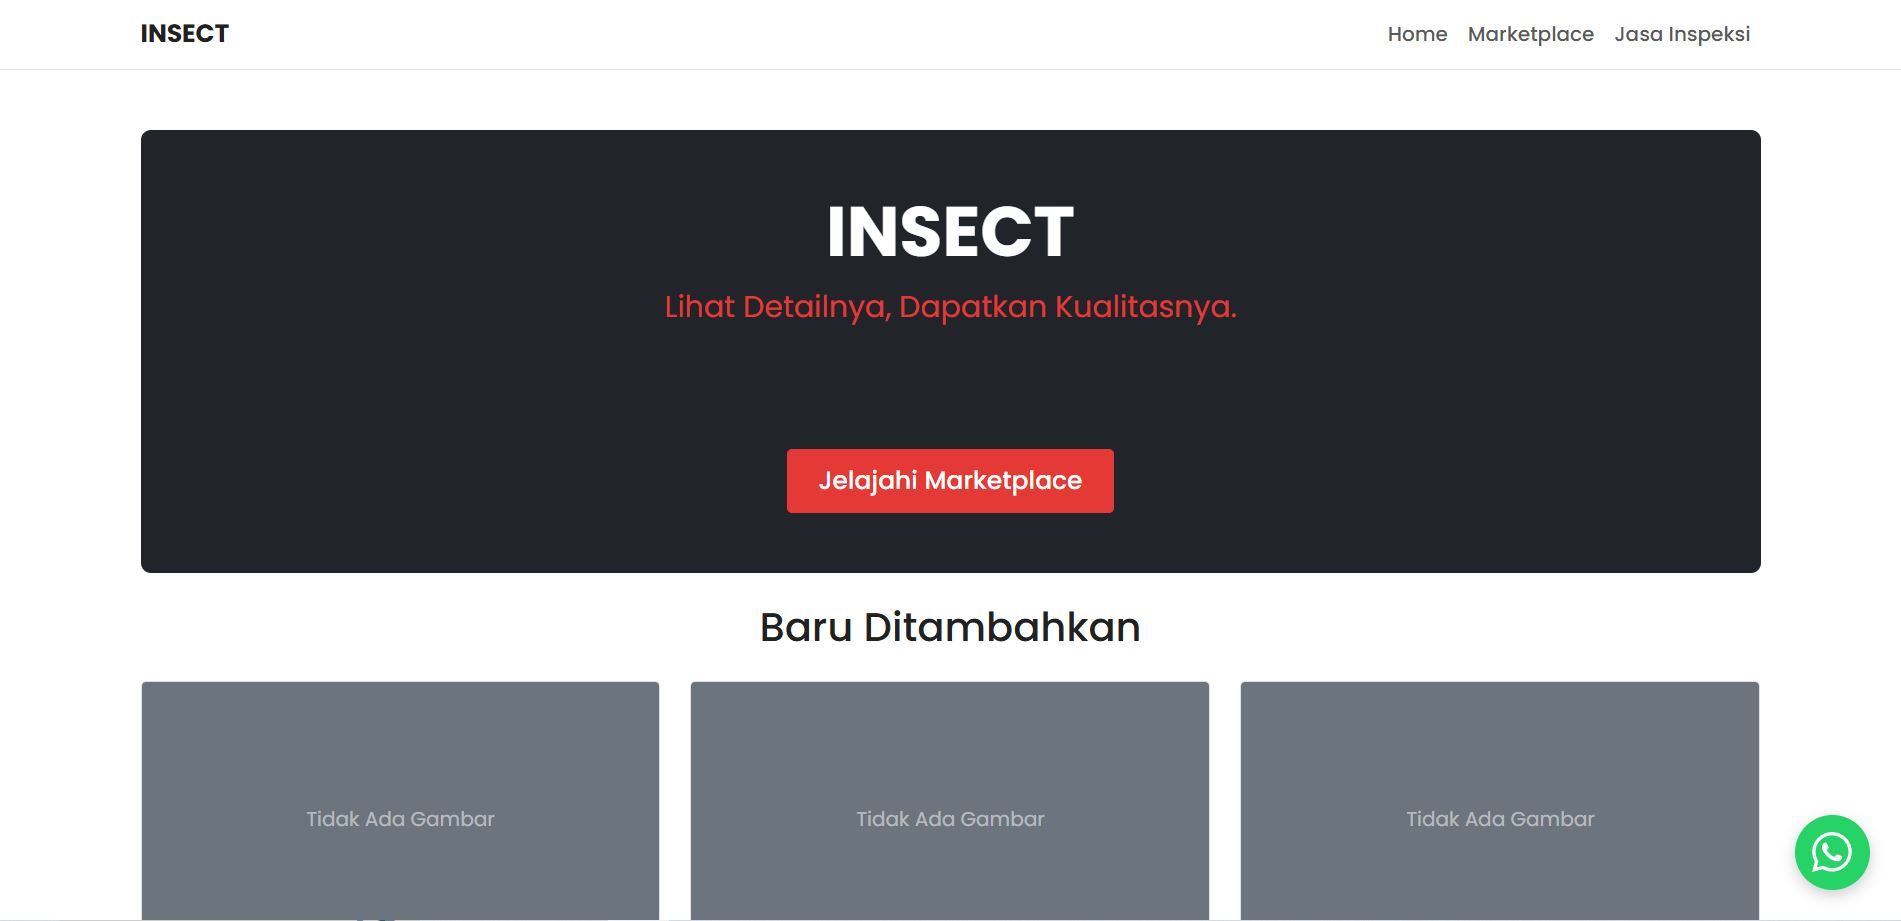 INSECT
Home Marketplace Jasa Inspeksi
INSECT
Lihat Detailnya, Dapatkan Kualitasnya.
Jelajahi Marketplace
Baru Ditambahkan
Tidak Ada Gambar
Tidak Ada Gambar
Tidak Ada Gambar